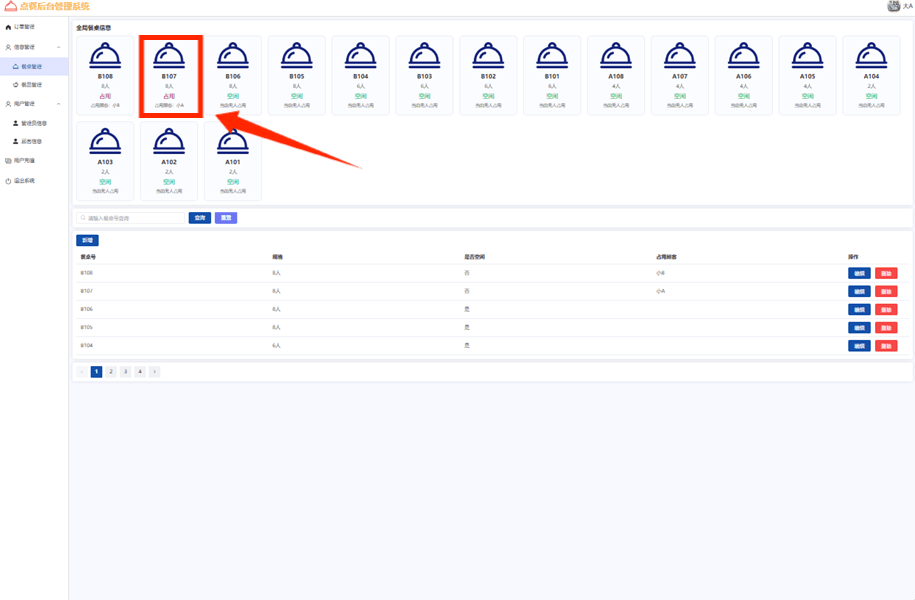 点餐后台管理系统
大A
订单管理
信息管理
餐桌管理
餐品管理
用户管理
管理员信息
顾客信息
用户充值
退出系统
全局餐桌信息
B108
8人
占用
占用顾客: 小B
B107
8人
占用
占用顾客: 小A
B106
8人
空闲
当前无人占用
B105
8人
空闲
当前无人占用
B104
6人
空闲
当前无人占用
B103
6人
空闲
当前无人占用
B102
6人
空闲
当前无人占用
B101
6人
空闲
当前无人占用
A108
4人
空闲
当前无人占用
A107
4人
空闲
当前无人占用
A106
4人
空闲
当前无人占用
A105
4人
空闲
当前无人占用
A104
2人
空闲
当前无人占用
A103
2人
空闲
当前无人占用
A102
2人
空闲
当前无人占用
A101
2人
空闲
当前无人占用
请输入餐桌号查询 查询 重置
新增
餐桌号 规格 是否空闲 占用顾客 操作
B108 8人 否 小B 编辑 删除
B107 8人 否 小A 编辑 删除
B106 8人 是 编辑 删除
B105 8人 是 编辑 删除
B104 6人 是 编辑 删除
1 2 3 4